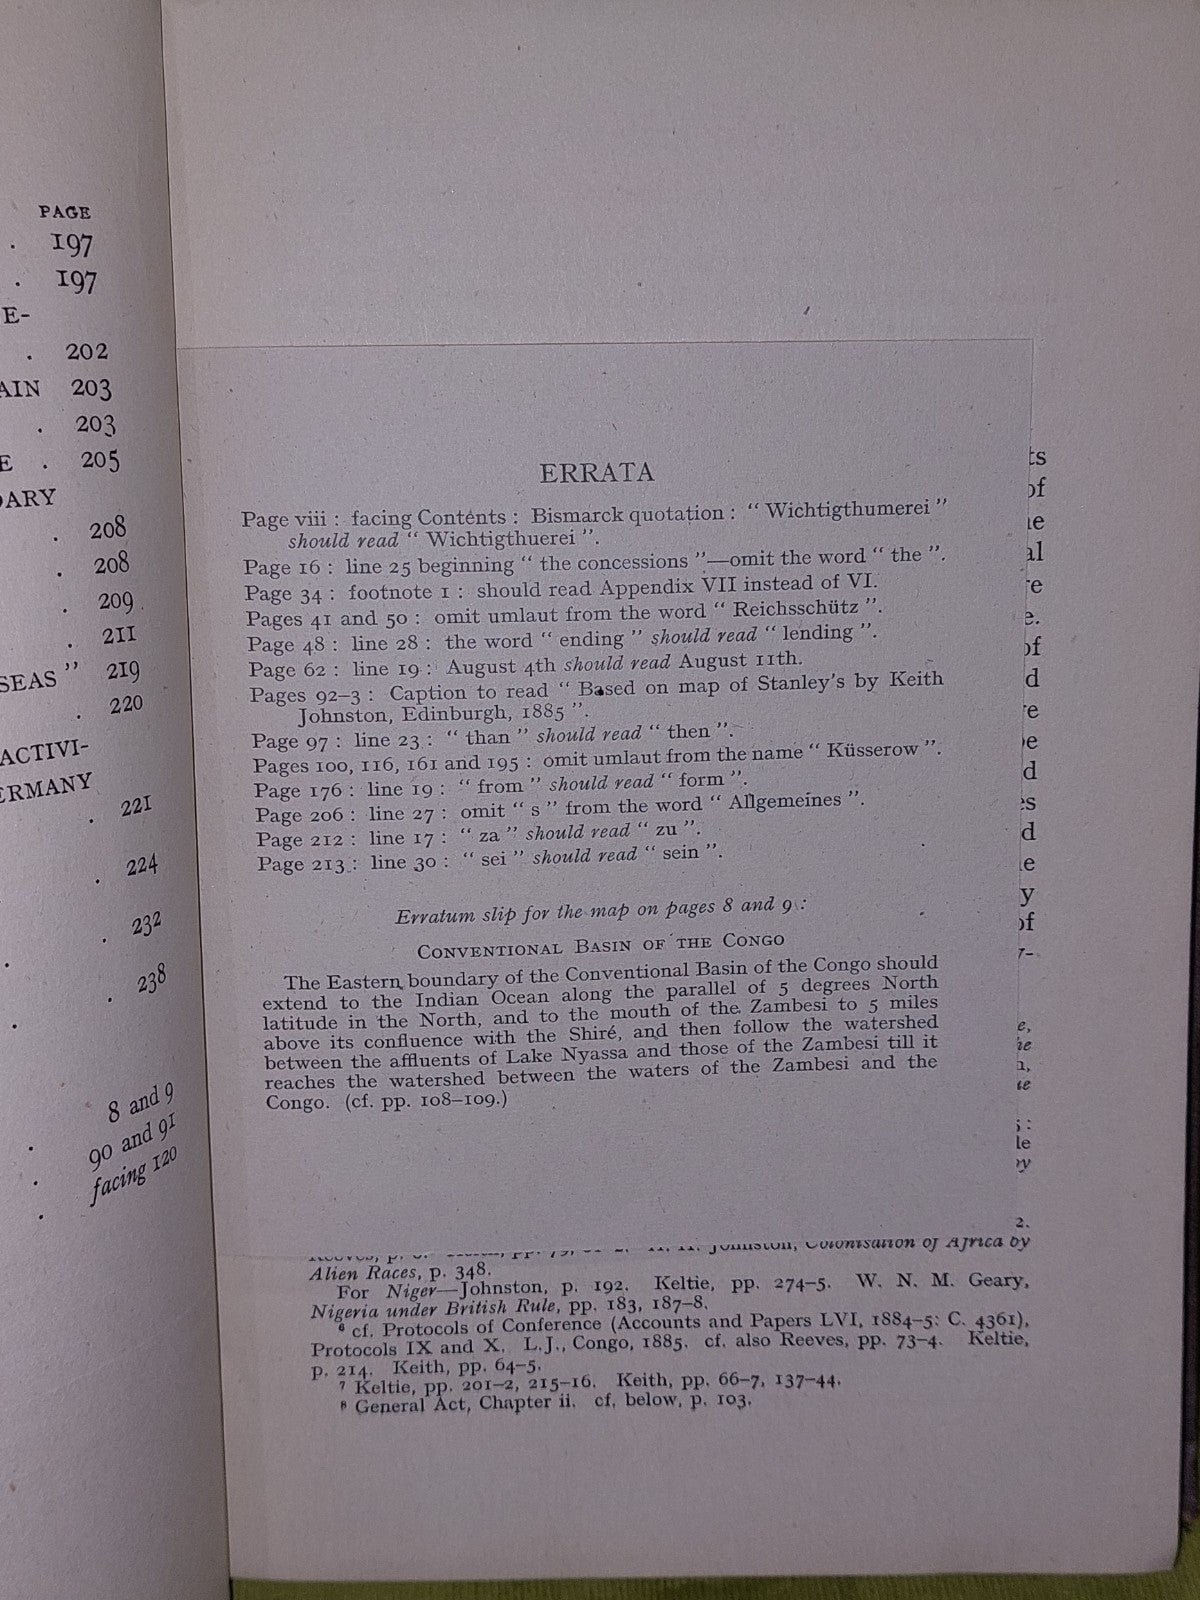 PAGE
. 197
. 197
E-
. 202
AIN 203
. 203
E . 205
DARY
. 208
. 208
. 209
. 211
SEAS ” 219
. 220
ACTIVI-
ERMANY
. 221
. 224
. 232
. 238
8 and 9
90 and 91
facing 120
ERRATA
Page viii : facing Contents : Bismarck quotation : “ Wichtigthumerei ”
should read “ Wichtigthuerei ”.
Page 16 : line 25 beginning “ the concessions ”—omit the word “ the ”.
Page 34 : footnote 1 : should read Appendix VII instead of VI.
Pages 41 and 50 : omit umlaut from the word “ Reichsschütz ”.
Page 48 : line 28 : the word “ ending ” should read “ lending ”.
Page 62 : line 19 : August 4th should read August 11th.
Pages 92–3 : Caption to read “ Based on map of Stanley's by Keith
Johnston, Edinburgh, 1885 ”.
Page 97 : line 23 : “ than ” should read “ then ”.
Pages 100, 116, 161 and 195 : omit umlaut from the name “ Küsserow ”.
Page 176 : line 19 : “ from ” should read “ form ”.
Page 206 : line 27 : omit “ s ” from the word “ Allgemeines ”.
Page 212 : line 17 : “ za ” should read “ zu ”.
Page 213 : line 30 : “ sei ” should read “ sein ”.
Erratum slip for the map on pages 8 and 9 :
CONVENTIONAL BASIN OF THE CONGO
The Eastern boundary of the Conventional Basin of the Congo should
extend to the Indian Ocean along the parallel of 5 degrees North
latitude in the North, and to the mouth of the Zambesi to 5 miles
above its confluence with the Shiré, and then follow the watershed
between the affluents of Lake Nyassa and those of the Zambesi till it
reaches the watershed between the waters of the Zambesi and the
Congo. (cf. pp. 108–109.)
ts
of
al
of
d
d
d
y
of
7-
2.
Johnston, Colonisation of Africa by
Alien Races, p. 348.
For Niger—Johnston, p. 192. Keltie, pp. 274–5. W. N. M. Geary,
Nigeria under British Rule, pp. 183, 187–8.
⁶ cf. Protocols of Conference (Accounts and Papers LVI, 1884–5: C. 4361),
Protocols IX and X. L.J., Congo, 1885. cf. also Reeves, pp. 73–4. Keltie,
p. 214. Keith, pp. 64–5.
⁷ Keltie, pp. 201–2, 215–16. Keith, pp. 66–7, 137–44.
⁸ General Act, Chapter ii. cf. below, p. 103.